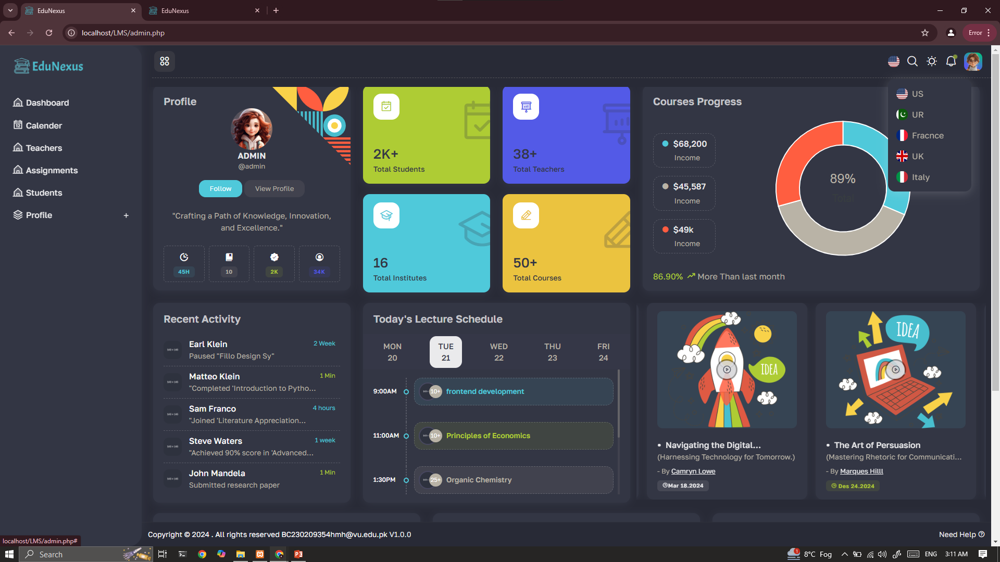 EduNexus
EduNexus
localhost/LMS/admin.php
Error
EduNexus
Dashboard
Calender
Teachers
Assignments
Students
Profile +
Profile
ADMIN
@admin
Follow
View Profile
"Crafting a Path of Knowledge, Innovation,
and Excellence."
45H
10
2K
34K
2K+
Total Students
38+
Total Teachers
16
Total Institutes
50+
Total Courses
Courses Progress
$68,200
Income
$45,587
Income
$49k
Income
89%
Total
86.90% More Than last month
US
UR
Fracnce
UK
Italy
Recent Activity
Earl Klein 2 Week
Paused "Fillo Design Sy"
Matteo Klein 1 Min
"Completed 'Introduction to Pytho...
Sam Franco 4 hours
"Joined 'Literature Appreciation...
Steve Waters 1 week
"Achieved 90% score in 'Advanced...
John Mandela 1 Min
Submitted research paper
Today's Lecture Schedule
MON TUE WED THU FRI
20 21 22 23 24
9:00AM 10+ frontend development
11:00AM 10+ Principles of Economics
1:30PM 25+ Organic Chemistry
IDEA
• Navigating the Digital...
(Harnessing Technology for Tomorrow.)
- By Camryn Lowe
Mar 18.2024
IDEA
• The Art of Persuasion
(Mastering Rhetoric for Communicati...
- By Marques Hilll
Des 24.2024
Copyright © 2024 . All rights reserved BC230209354hmh@vu.edu.pk V1.0.0
Need Help
localhost/LMS/admin.php#
Search
1
8°C Fog
ENG
3:11 AM